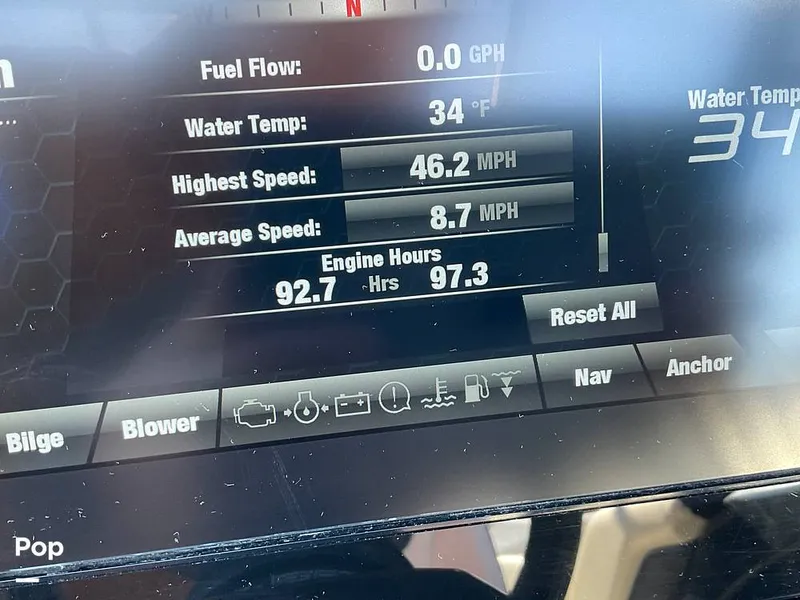 N
Fuel Flow: 0.0 GPH
Water Temp: 34 °F
Highest Speed: 46.2 MPH
Average Speed: 8.7 MPH
Engine Hours
92.7 Hrs 97.3
Reset All
Water Temp
34
Bilge Blower Nav Anchor
Pop